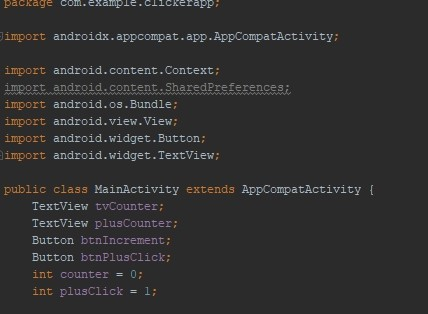 package com.example.clickerapp;
import androidx.appcompat.app.AppCompatActivity;
import android.content.Context;
import android.content.SharedPreferences;
import android.os.Bundle;
import android.view.View;
import android.widget.Button;
import android.widget.TextView;
public class MainActivity extends AppCompatActivity {
TextView tvCounter;
TextView plusCounter;
Button btnIncrement;
Button btnPlusClick;
int counter = 0;
int plusClick = 1;